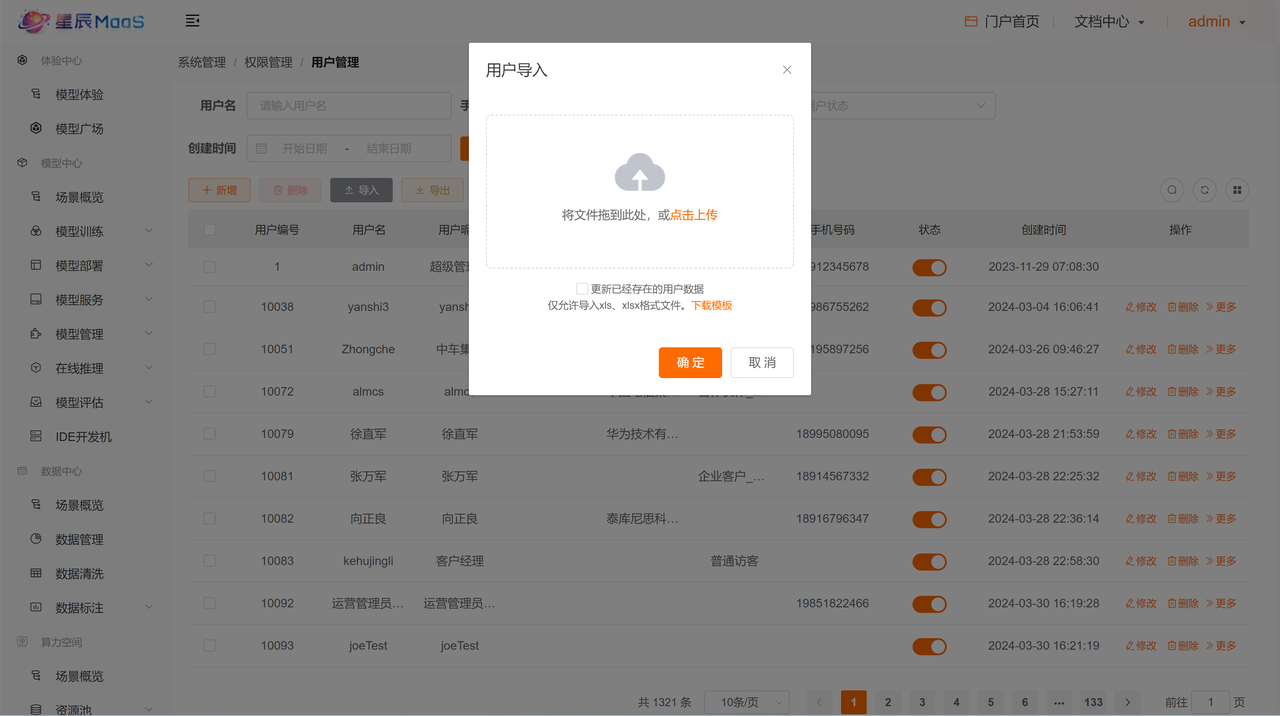 星辰MaaS
门户首页 文档中心 admin
体验中心
模型体验
模型广场
模型中心
场景概览
模型训练
模型部署
模型服务
模型管理
在线推理
模型评估
IDE开发机
数据中心
场景概览
数据管理
数据清洗
数据标注
算力空间
场景概览
资源池
系统管理 / 权限管理 / 用户管理
用户名 请输入用户名
户状态
创建时间 开始日期 - 结束日期
新增 删除 导入 导出
用户编号 用户名 手机号码 状态 创建时间 操作
1 admin 超级管 912345678 2023-11-29 07:08:30
10038 yanshi3 yansh 986755262 2024-03-04 16:06:41 修改 删除 更多
10051 Zhongche 中车集 195897256 2024-03-26 09:46:27 修改 删除 更多
10072 almcs almc 2024-03-28 15:27:11 修改 删除 更多
10079 徐直军 徐直军 华为技术有… 18995080095 2024-03-28 21:53:59 修改 删除 更多
10081 张万军 张万军 企业客户_… 18914567332 2024-03-28 22:25:32 修改 删除 更多
10082 向正良 向正良 泰库尼思科… 18916796347 2024-03-28 22:36:14 修改 删除 更多
10083 kehujingli 客户经理 普通访客 2024-03-28 22:58:30 修改 删除 更多
10092 运营管理员… 运营管理员… 19851822466 2024-03-30 16:19:28 修改 删除 更多
10093 joeTest joeTest 2024-03-30 16:21:19 修改 删除 更多
共 1321 条 10条/页 1 2 3 4 5 6 ... 133 前往 1 页
用户导入
将文件拖到此处，或点击上传
更新已经存在的用户数据
仅允许导入xls、xlsx格式文件。下载模板
确 定 取 消